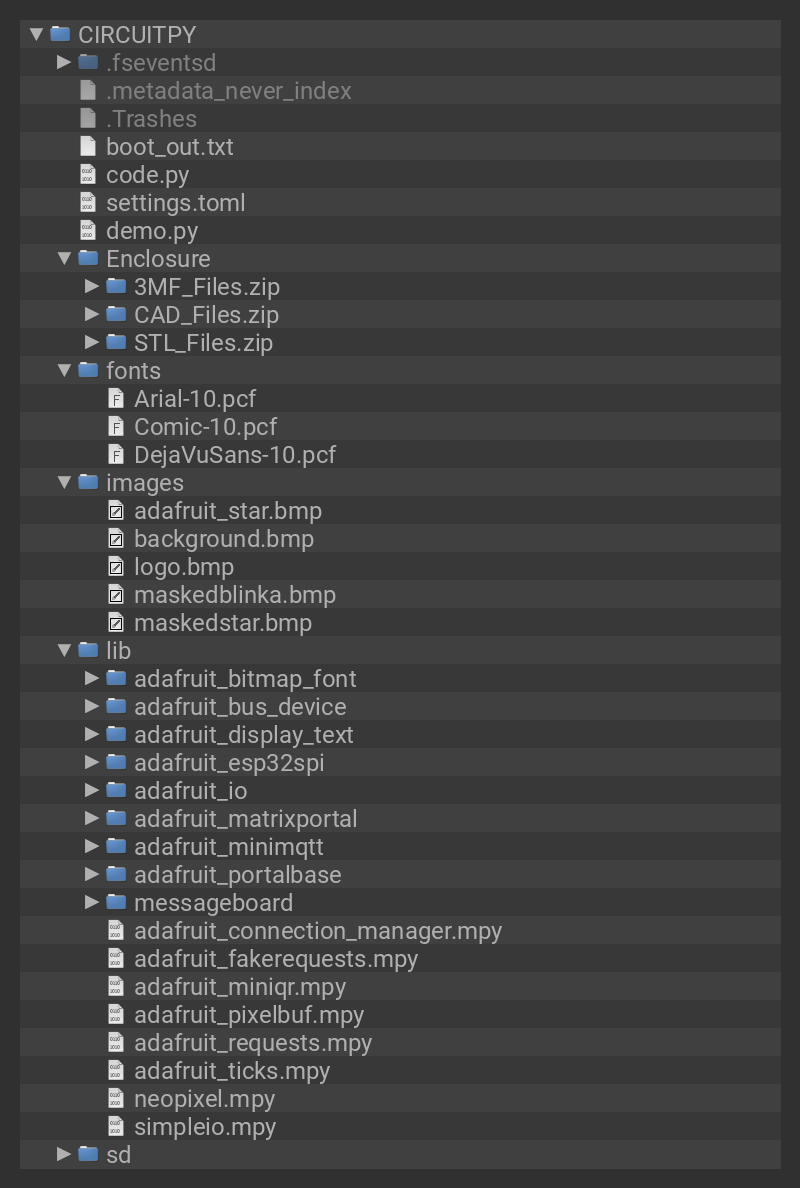 CIRCUITPY
.fseventsd
.metadata_never_index
.Trashes
boot_out.txt
code.py
settings.toml
demo.py
Enclosure
3MF_Files.zip
CAD_Files.zip
STL_Files.zip
fonts
Arial-10.pcf
Comic-10.pcf
DejaVuSans-10.pcf
images
adafruit_star.bmp
background.bmp
logo.bmp
maskedblinka.bmp
maskedstar.bmp
lib
adafruit_bitmap_font
adafruit_bus_device
adafruit_display_text
adafruit_esp32spi
adafruit_io
adafruit_matrixportal
adafruit_minimqtt
adafruit_portalbase
messageboard
adafruit_connection_manager.mpy
adafruit_fakerequests.mpy
adafruit_miniqr.mpy
adafruit_pixelbuf.mpy
adafruit_requests.mpy
adafruit_ticks.mpy
neopixel.mpy
simpleio.mpy
sd